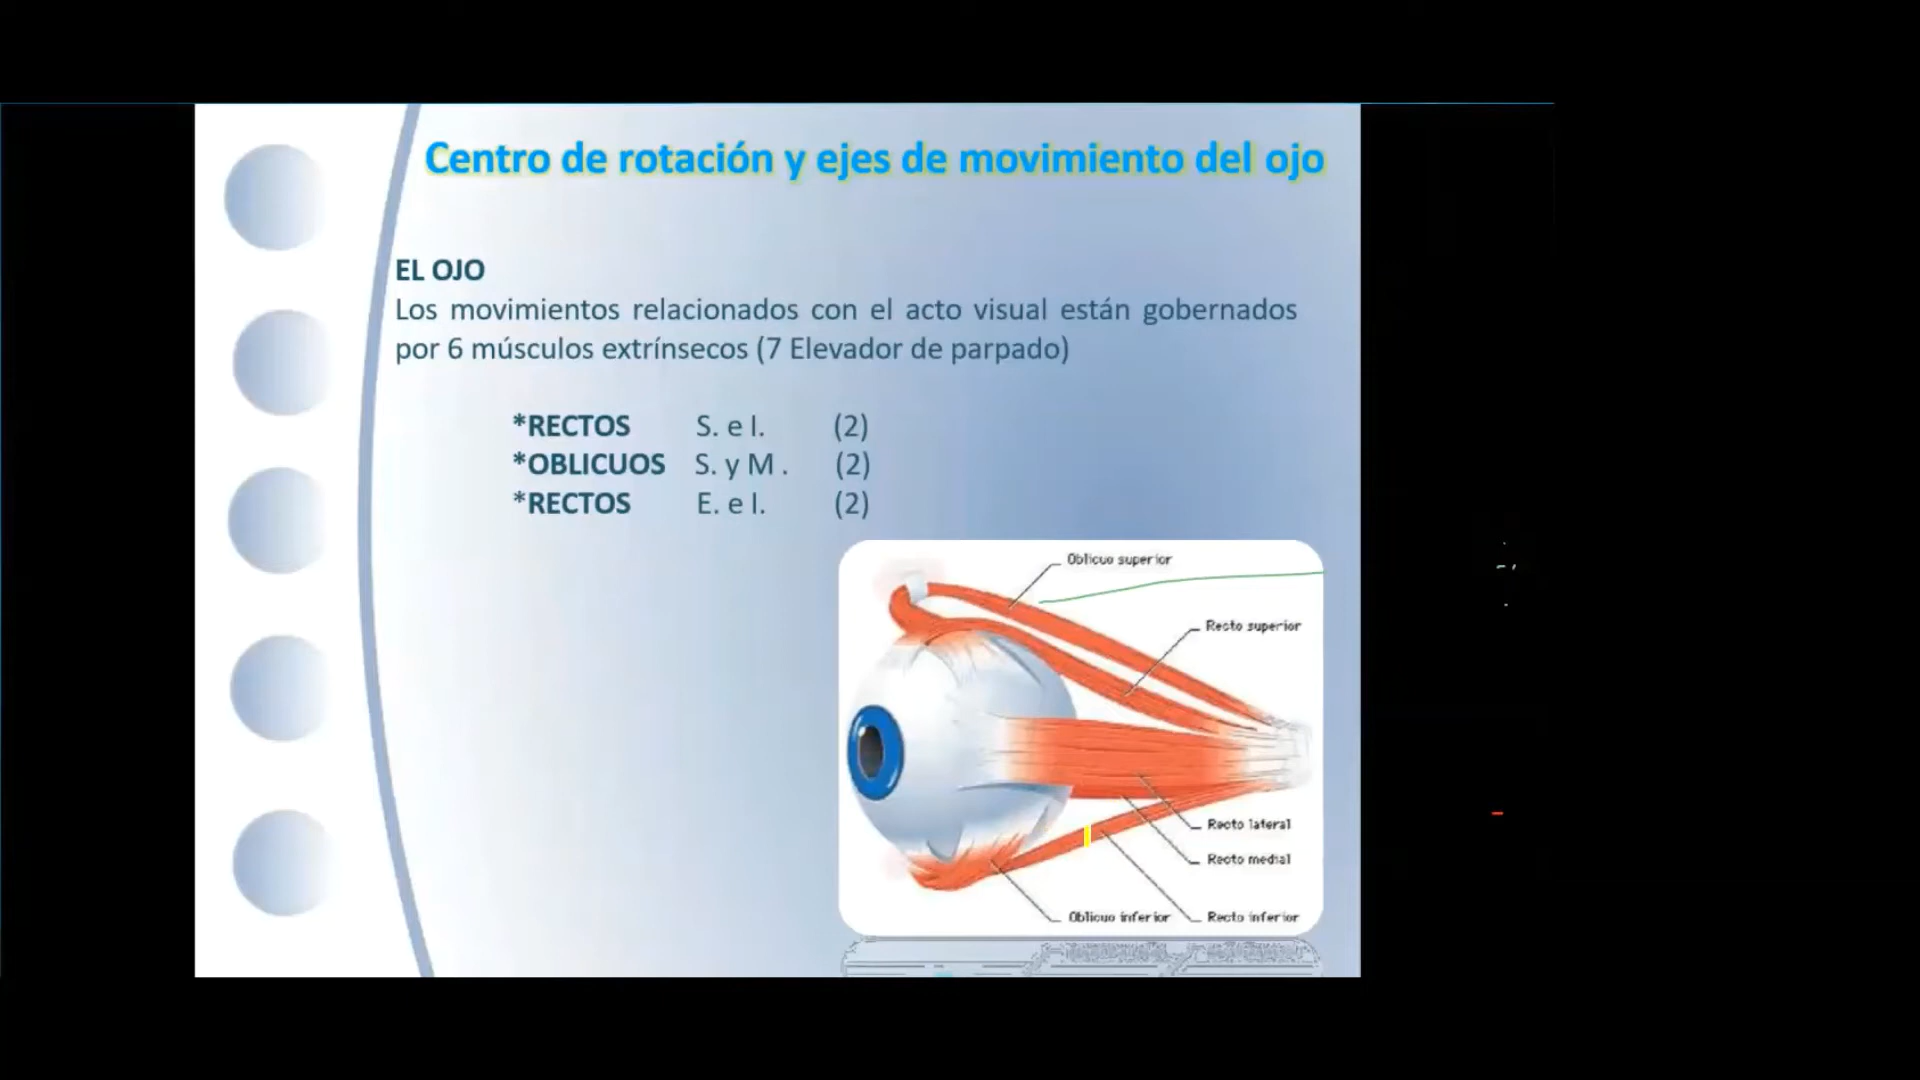 Centro de rotación y ejes de movimiento del ojo
EL OJO
Los movimientos relacionados con el acto visual están gobernados
por 6 músculos extrínsecos (7 Elevador de parpado)
*RECTOS S. e I. (2)
*OBLICUOS S. y M . (2)
*RECTOS E. e I. (2)
Oblicuo superior
Recto superior
Recto lateral
Recto medial
Oblicuo inferior
Recto inferior